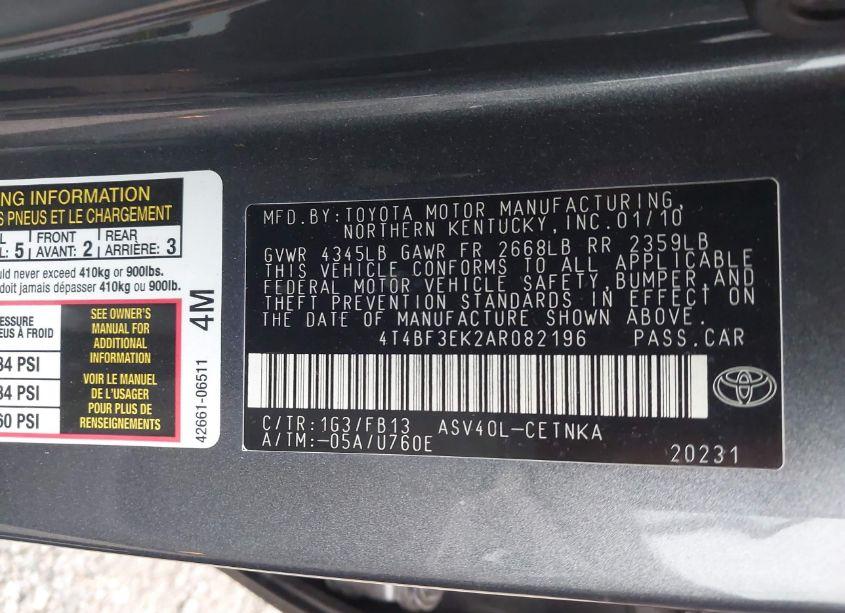 NG INFORMATION
S PNEUS ET LE CHARGEMENT
5
FRONT
AVANT: 2
REAR
ARRIÈRE: 3
uld never exceed 410kg or 900lbs.
doit jamais dépasser 410kg ou 900lb.
ESSURE
EUS À FROID
34 PSI
34 PSI
60 PSI
SEE OWNER'S
MANUAL FOR
ADDITIONAL
INFORMATION
VOIR LE MANUEL
DE L'USAGER
POUR PLUS DE
RENSEIGNEMENTS
42661-06511
4M
MFD.BY:TOYOTA MOTOR MANUFACTURING,
NORTHERN KENTUCKY,INC.01/10
GVWR 4345LB GAWR FR 2668LB RR 2359LB
THIS VEHICLE CONFORMS TO ALL APPLICABLE
FEDERAL MOTOR VEHICLE SAFETY,BUMPER,AND
THEFT PREVENTION STANDARDS IN EFFECT ON
THE DATE OF MANUFACTURE SHOWN ABOVE.
4T4BF3EK2AR082196 PASS.CAR
C/TR:1G3/FB13 ASV40L-CETNKA
A/TM:-05A/U760E
20231